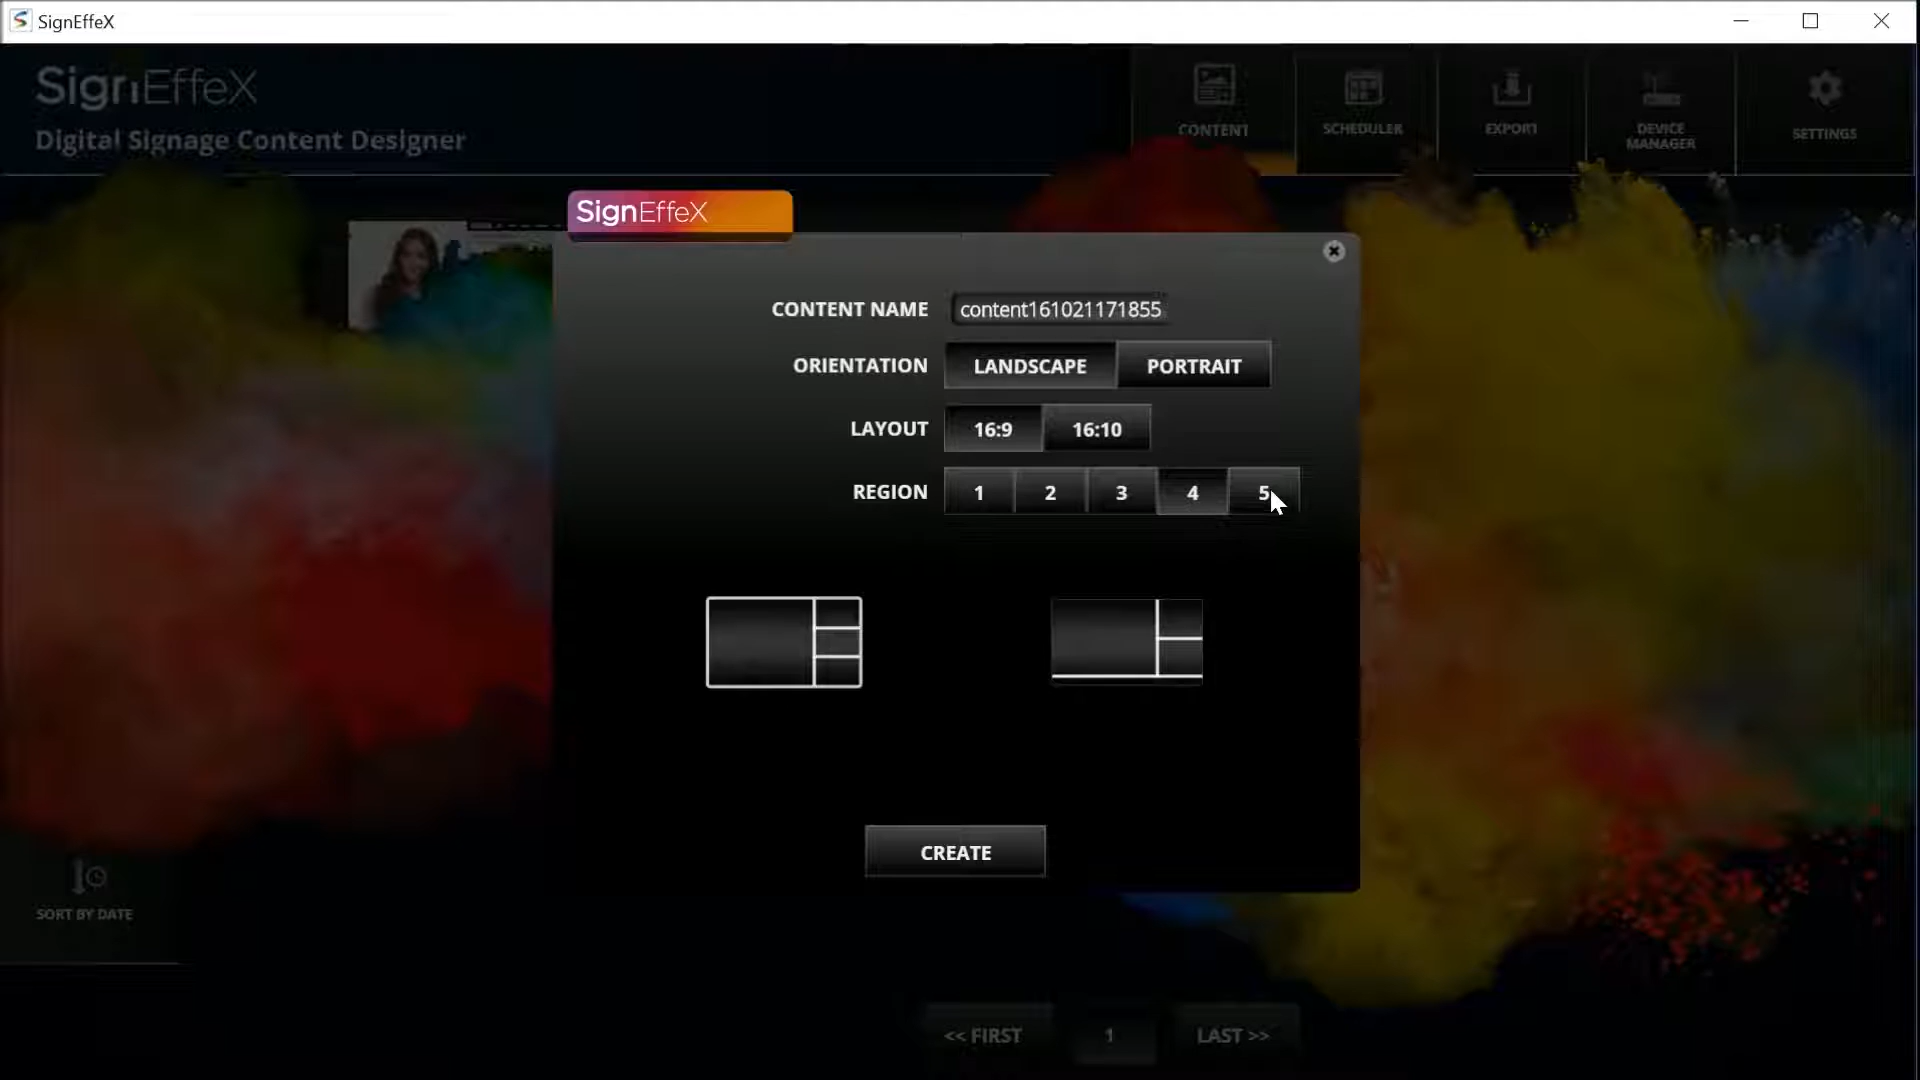 SignEffeX
SignEffeX
Digital Signage Content Designer
CONTENT
SCHEDULER
EXPORT
DEVICE
MANAGER
SETTINGS
SignEffeX
CONTENT NAME content161021171855
ORIENTATION LANDSCAPE PORTRAIT
LAYOUT 16:9 16:10
REGION 1 2 3 4 5
CREATE
SORT BY DATE
<< FIRST 1 LAST >>